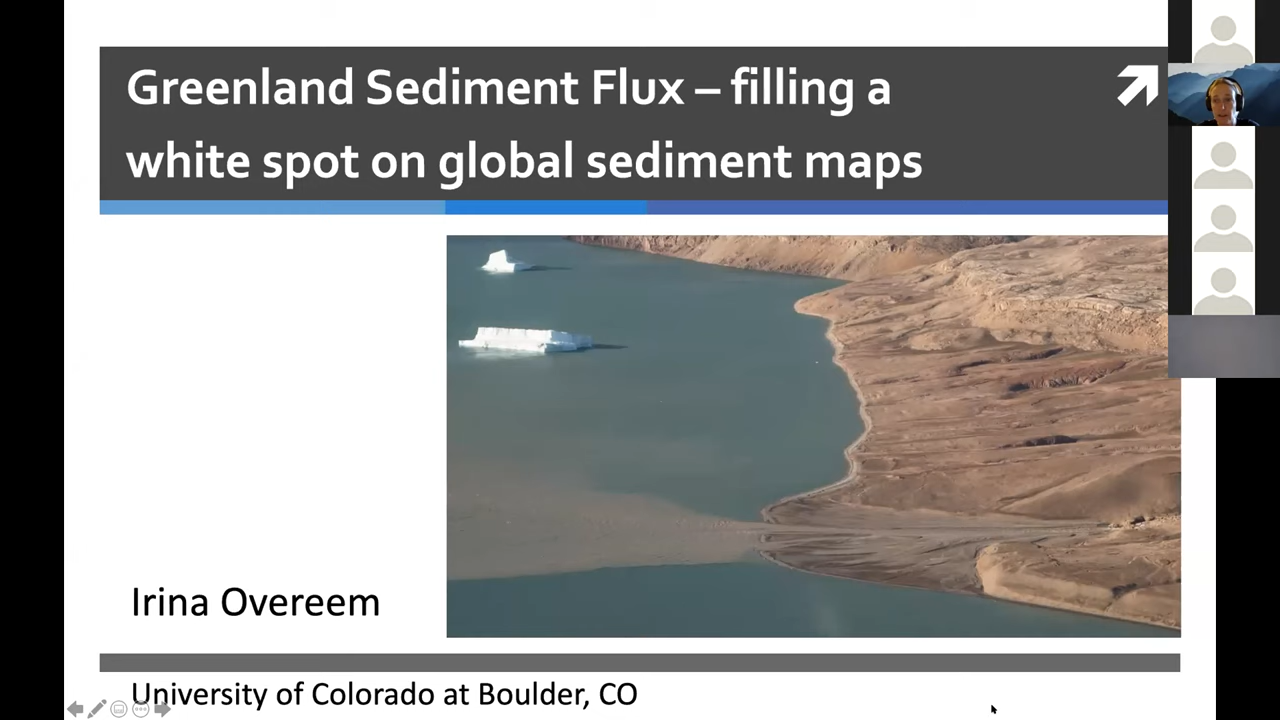 Greenland Sediment Flux – filling a
white spot on global sediment maps
Irina Overeem
University of Colorado at Boulder, CO